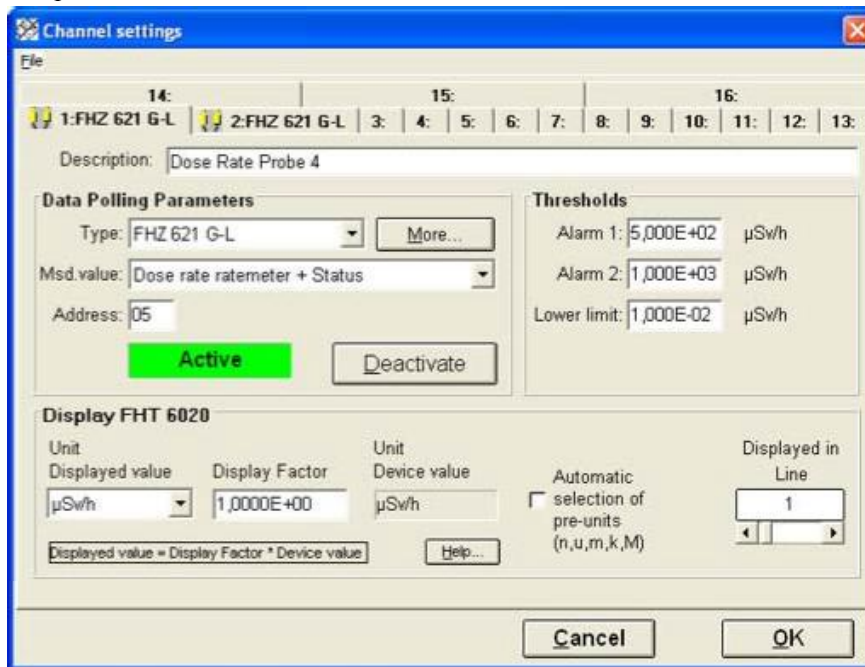 Channel settings
File
14: 15: 16:
1:FHZ 621 G-L 2:FHZ 621 G-L 3: 4: 5: 6: 7: 8: 9: 10: 11: 12: 13:
Description: Dose Rate Probe 4
Data Polling Parameters
Type: FHZ 621 G-L More...
Msd.value: Dose rate ratemeter + Status
Address: 05
Active Deactivate
Thresholds
Alarm 1: 5,000E+02 µSv/h
Alarm 2: 1,000E+03 µSv/h
Lower limit: 1,000E-02 µSv/h
Display FHT 6020
Unit
Displayed value
µSv/h
Display Factor
1,0000E+00
Unit
Device value
µSv/h
Automatic
selection of
pre-units
(n,u,m,k,M)
Displayed in
Line
1
Displayed value = Display Factor * Device value
Help...
Cancel OK